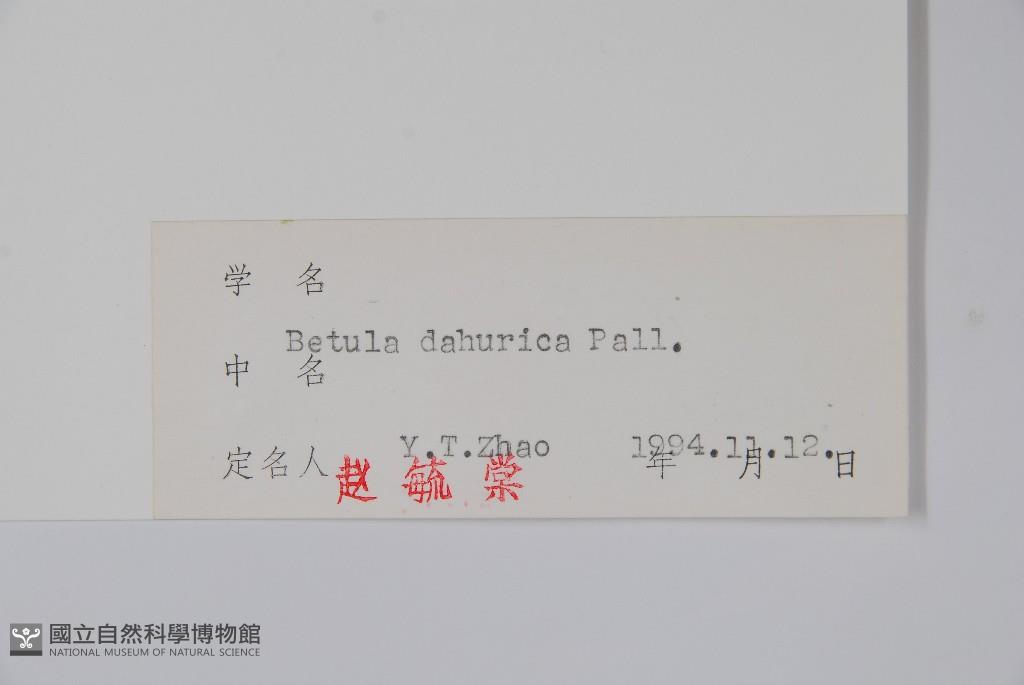 学 名
Betula dahurica Pall.
中 名
Y.T.Zhao 1994.11.12.
定名人 赵毓棠 年 月 日
國立自然科學博物館
NATIONAL MUSEUM OF NATURAL SCIENCE